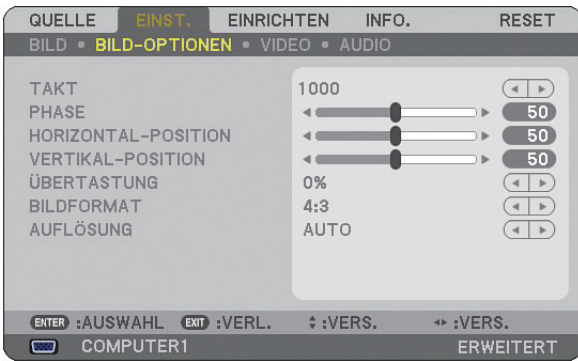 QUELLE EINST. EINRICHTEN INFO. RESET
BILD • BILD-OPTIONEN • VIDEO • AUDIO
TAKT 1000
PHASE 50
HORIZONTAL-POSITION 50
VERTIKAL-POSITION 50
ÜBERTASTUNG 0%
BILDFORMAT 4:3
AUFLÖSUNG AUTO
ENTER :AUSWAHL EXIT :VERL. :VERS. :VERS.
COMPUTER1 ERWEITERT